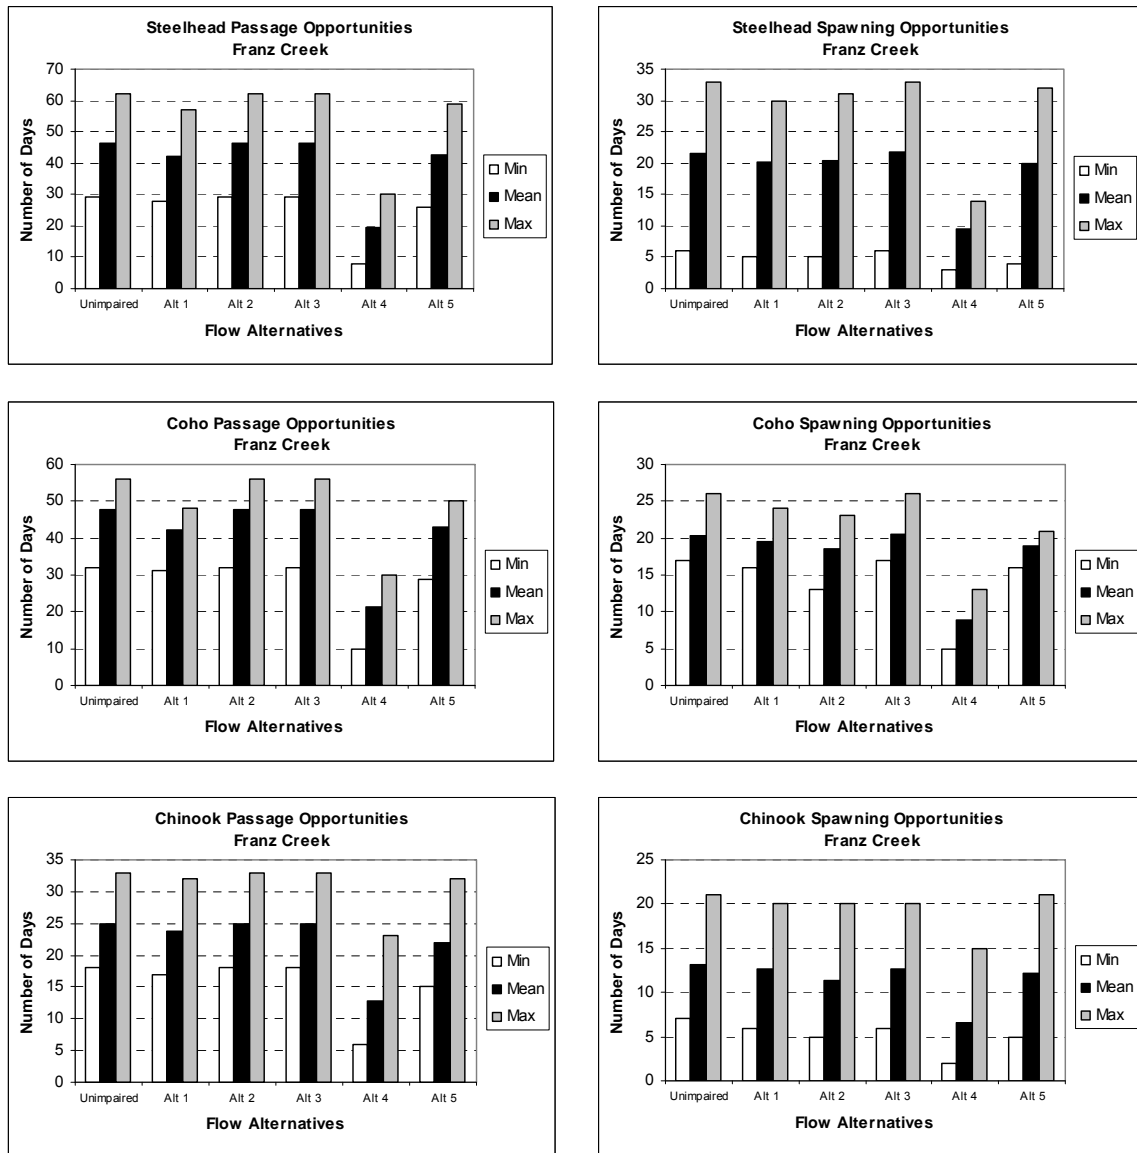 Steelhead Passage Opportunities
Franz Creek
Number of Days
70
60
50
40
30
20
10
0
Unimpaired Alt 1 Alt 2 Alt 3 Alt 4 Alt 5
Flow Alternatives
Min
Mean
Max
Steelhead Spawning Opportunities
Franz Creek
Number of Days
35
30
25
20
15
10
5
0
Unimpaired Alt 1 Alt 2 Alt 3 Alt 4 Alt 5
Flow Alternatives
Min
Mean
Max
Coho Passage Opportunities
Franz Creek
Number of Days
60
50
40
30
20
10
0
Unimpaired Alt 1 Alt 2 Alt 3 Alt 4 Alt 5
Flow Alternatives
Min
Mean
Max
Coho Spawning Opportunities
Franz Creek
Number of Days
30
25
20
15
10
5
0
Unimpaired Alt 1 Alt 2 Alt 3 Alt 4 Alt 5
Flow Alternatives
Min
Mean
Max
Chinook Passage Opportunities
Franz Creek
Number of Days
35
30
25
20
15
10
5
0
Unimpaired Alt 1 Alt 2 Alt 3 Alt 4 Alt 5
Flow Alternatives
Min
Mean
Max
Chinook Spawning Opportunities
Franz Creek
Number of Days
25
20
15
10
5
0
Unimpaired Alt 1 Alt 2 Alt 3 Alt 4 Alt 5
Flow Alternatives
Min
Mean
Max